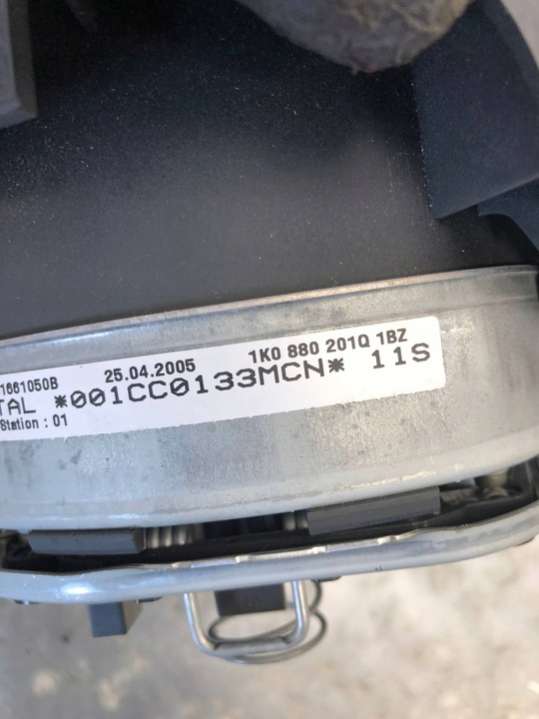 1661050B 25.04.2005 1K0 880 201Q 1BZ
TAL *001CC0133MCN* 11S
Station : 01